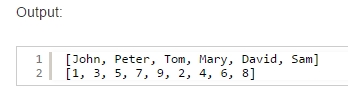 Output:
1 [John, Peter, Tom, Mary, David, Sam]
2 [1, 3, 5, 7, 9, 2, 4, 6, 8]